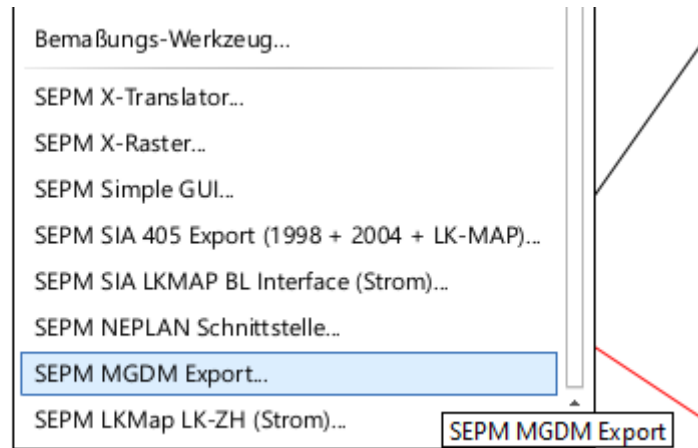 Bemaßungs-Werkzeug...
SEPM X-Translator...
SEPM X-Raster...
SEPM Simple GUI...
SEPM SIA 405 Export (1998 + 2004 + LK-MAP)...
SEPM SIA LKMAP BL Interface (Strom)...
SEPM NEPLAN Schnittstelle...
SEPM MGDM Export...
SEPM LKMap LK-ZH (Strom)...
SEPM MGDM Export